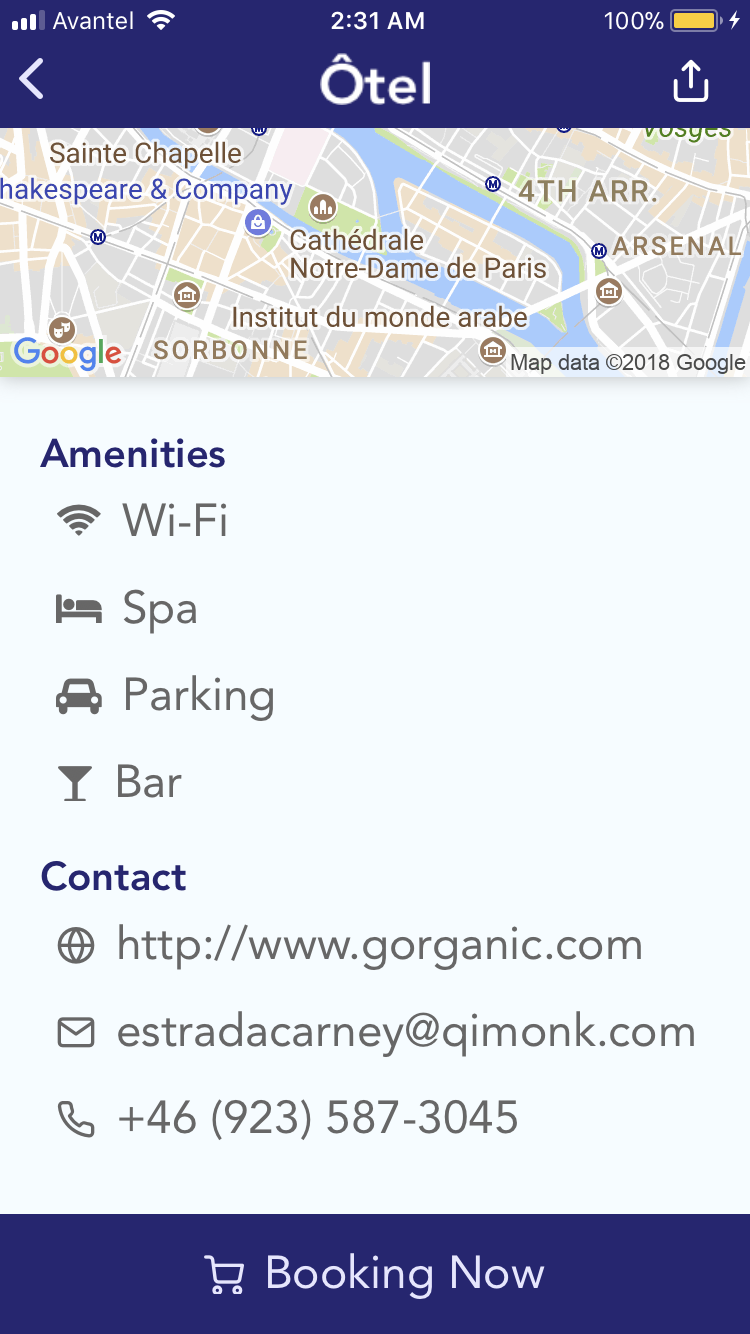 Avantel 2:31 AM 100%
Ôtel
Vosges
Sainte Chapelle
hakespeare & Company
M
M
4TH ARR.
M
M
ARSENAL
Cathédrale
Notre-Dame de Paris
Institut du monde arabe
Google
SORBONNE
Map data ©2018 Google
Amenities
Wi-Fi
Spa
Parking
Bar
Contact
http://www.gorganic.com
estradacarney@qimonk.com
+46 (923) 587-3045
Booking Now